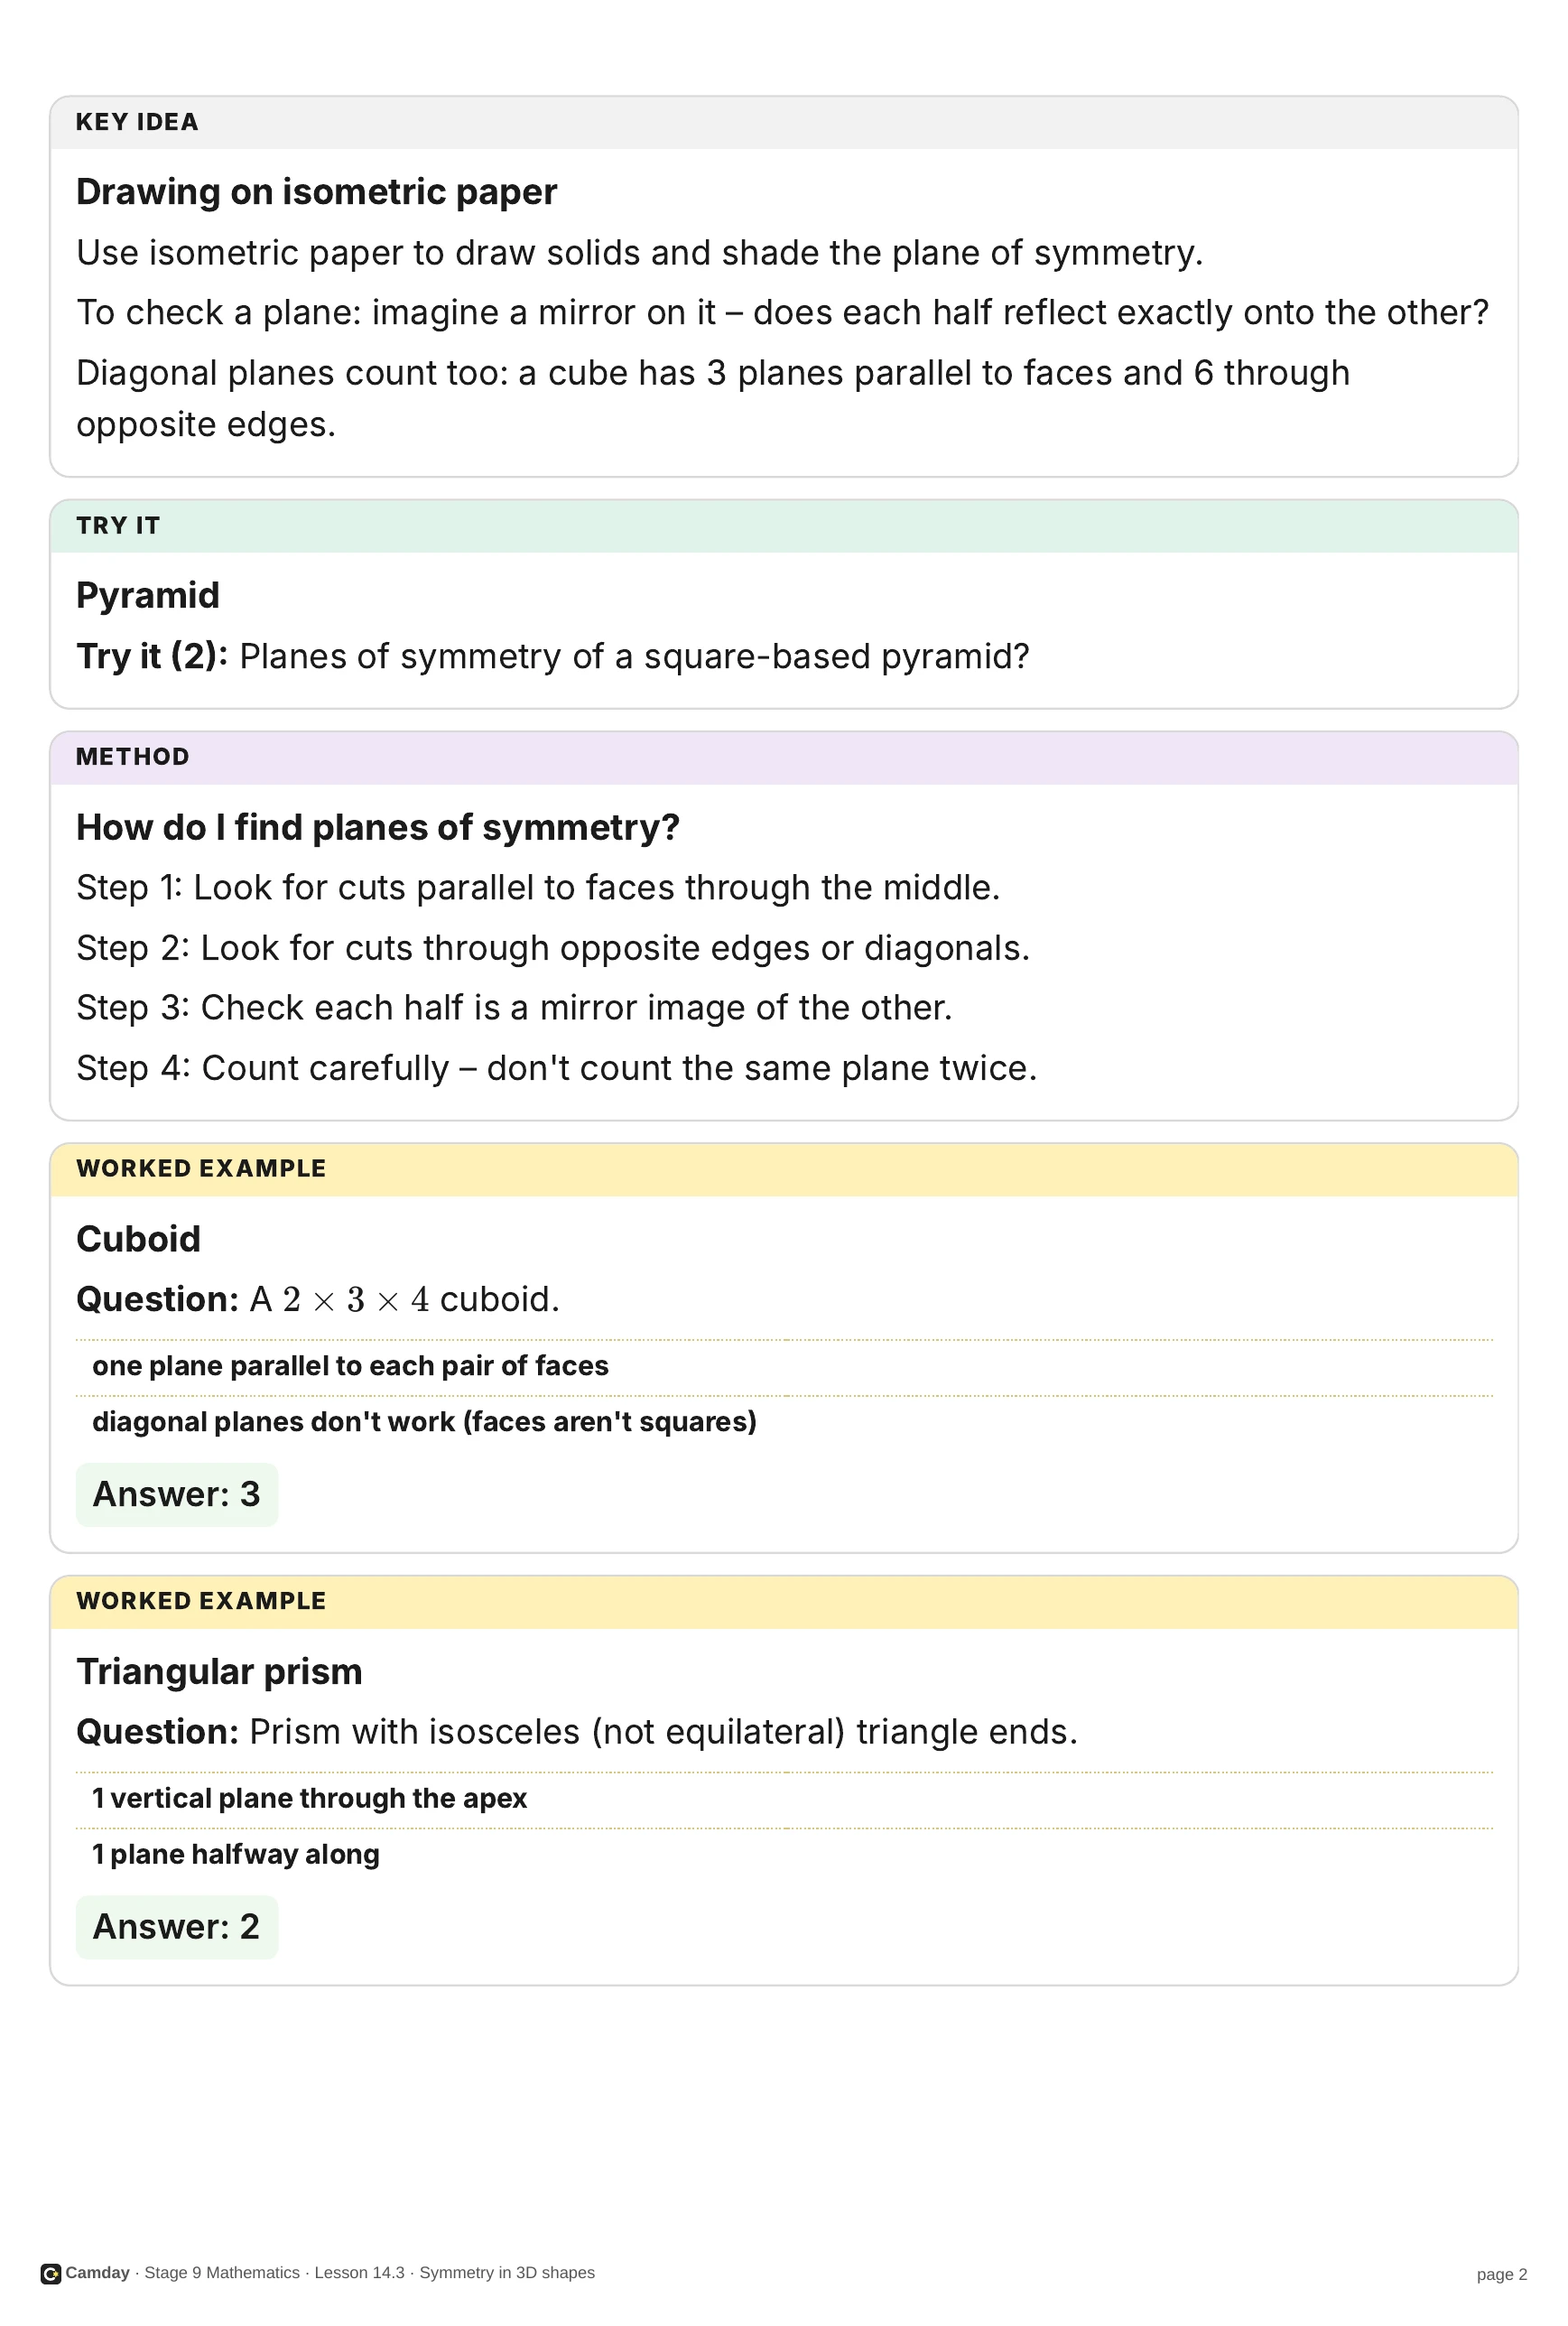 KEY IDEA
Drawing on isometric paper
Use isometric paper to draw solids and shade the plane of symmetry.
To check a plane: imagine a mirror on it – does each half reflect exactly onto the other?
Diagonal planes count too: a cube has 3 planes parallel to faces and 6 through
opposite edges.
TRY IT
Pyramid
Try it (2): Planes of symmetry of a square-based pyramid?
METHOD
How do I find planes of symmetry?
Step 1: Look for cuts parallel to faces through the middle.
Step 2: Look for cuts through opposite edges or diagonals.
Step 3: Check each half is a mirror image of the other.
Step 4: Count carefully – don't count the same plane twice.
WORKED EXAMPLE
Cuboid
Question: A 2 × 3 × 4 cuboid.
one plane parallel to each pair of faces
diagonal planes don't work (faces aren't squares)
Answer: 3
WORKED EXAMPLE
Triangular prism
Question: Prism with isosceles (not equilateral) triangle ends.
1 vertical plane through the apex
1 plane halfway along
Answer: 2
Camday · Stage 9 Mathematics · Lesson 14.3 · Symmetry in 3D shapes
page 2